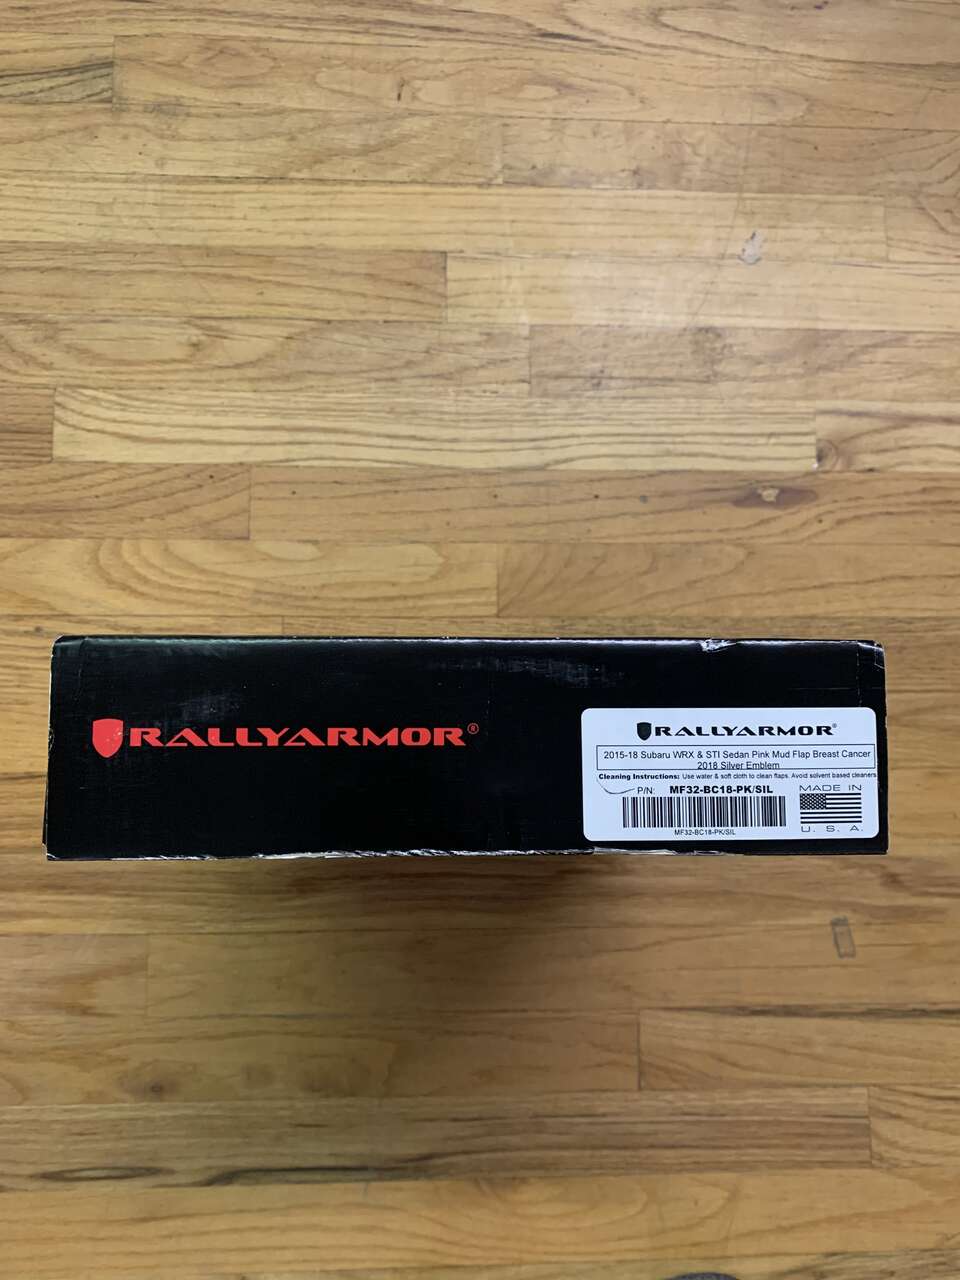 RALLYARMOR®
RALLYARMOR®
2015-18 Subaru WRX & STI Sedan Pink Mud Flap Breast Cancer
2018 Silver Emblem
Cleaning Instructions: Use water & soft cloth to clean flaps. Avoid solvent based cleaners
P/N: MF32-BC18-PK/SIL
MF32-BC18-PK/SIL
MADE IN
U. S. A.